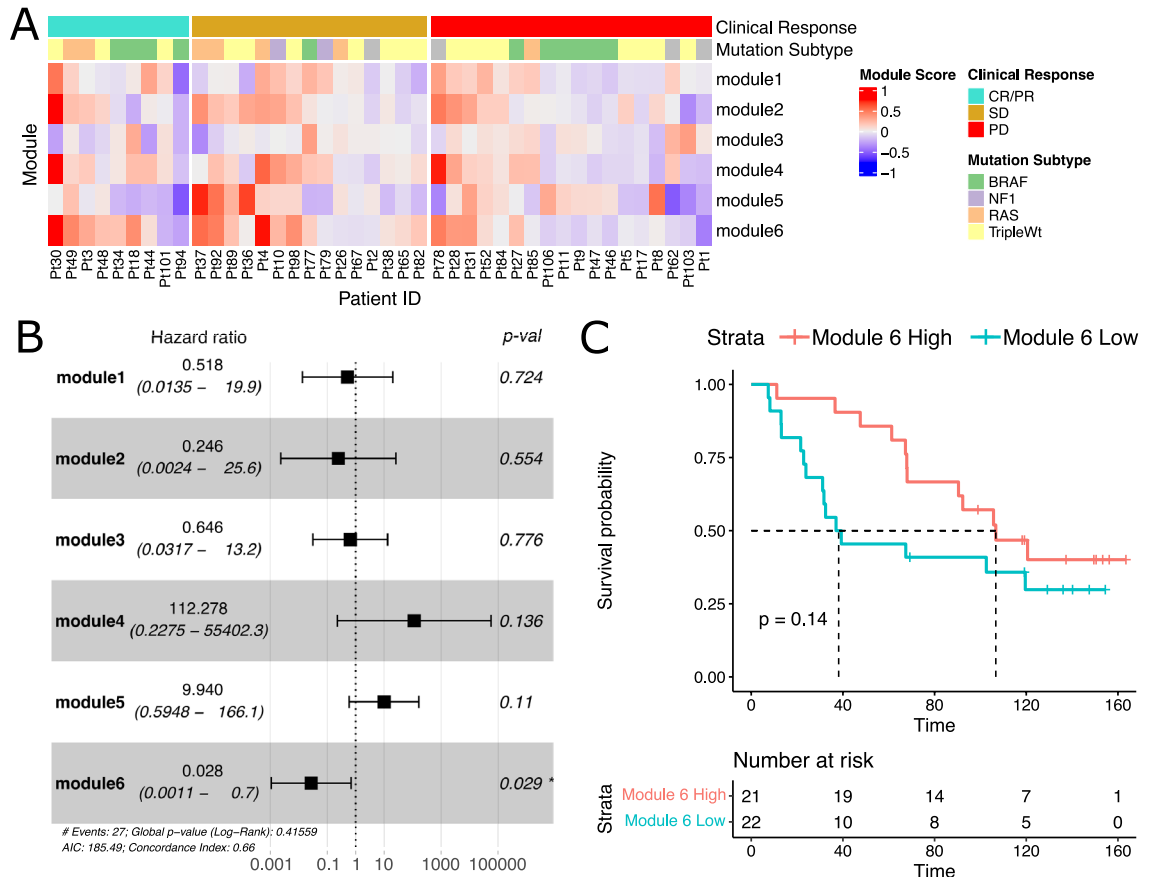 A
Clinical Response
Mutation Subtype
Module
module1
module2
module3
module4
module5
module6
Pt30 Pt49 Pt3 Pt48 Pt34 Pt18 Pt44 Pt101 Pt94 Pt37 Pt92 Pt89 Pt36 Pt4 Pt10 Pt98 Pt77 Pt79 Pt26 Pt67 Pt2 Pt38 Pt65 Pt82 Pt78 Pt28 Pt31 Pt52 Pt84 Pt27 Pt85 Pt106 Pt11 Pt9 Pt47 Pt46 Pt5 Pt17 Pt8 Pt62 Pt103 Pt1
Patient ID
Module Score
1
0.5
0
−0.5
−1
Clinical Response
CR/PR
SD
PD
Mutation Subtype
BRAF
NF1
RAS
TripleWt
B
Hazard ratio p-val
module1 0.518 (0.0135 − 19.9) 0.724
module2 0.246 (0.0024 − 25.6) 0.554
module3 0.646 (0.0317 − 13.2) 0.776
module4 112.278 (0.2275 − 55402.3) 0.136
module5 9.940 (0.5948 − 166.1) 0.11
module6 0.028 (0.0011 − 0.7) 0.029 *
# Events: 27; Global p−value (Log−Rank): 0.41559
AIC: 185.49; Concordance Index: 0.66
0.001 0.1 1 10 1000 100000
C
Strata Module 6 High Module 6 Low
Survival probability
1.00
0.75
0.50
0.25
0.00
p = 0.14
0 40 80 120 160
Time
Number at risk
Strata
Module 6 High 21 19 14 7 1
Module 6 Low 22 10 8 5 0
0 40 80 120 160
Time